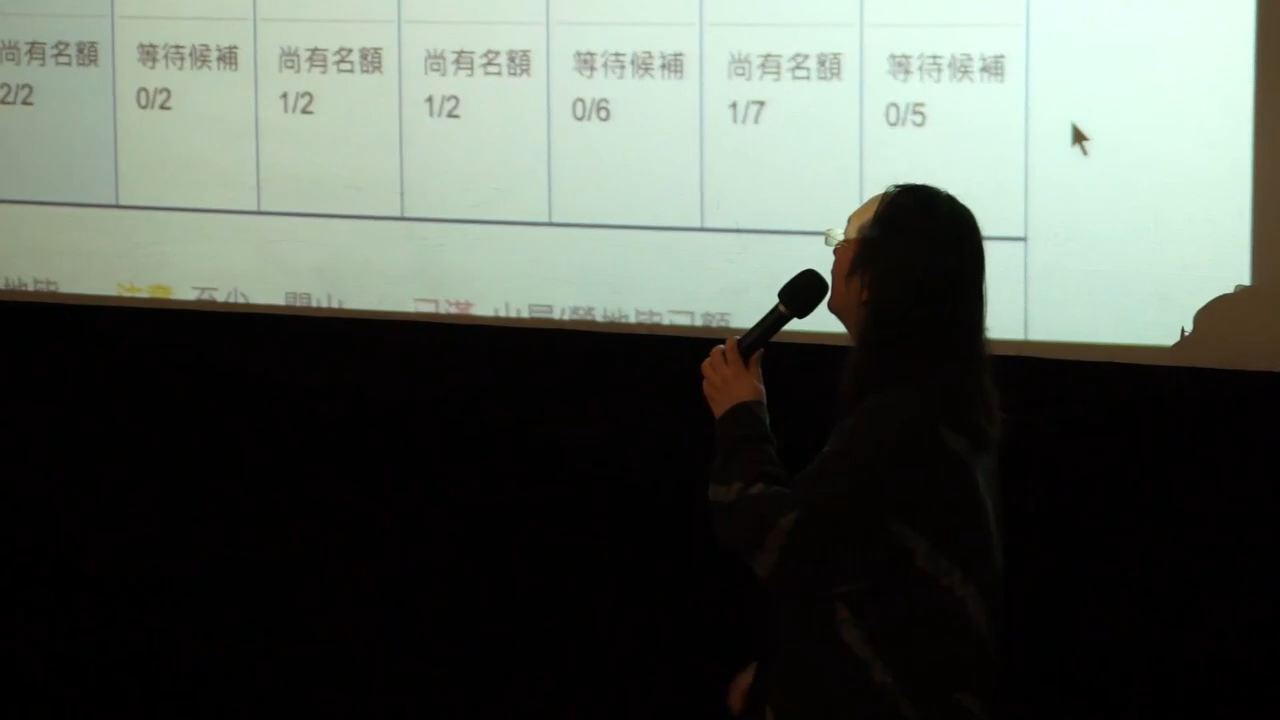 尚有名額 等待候補 尚有名額 尚有名額 等待候補 尚有名額 等待候補
2/2 0/2 1/2 1/2 0/6 1/7 0/5